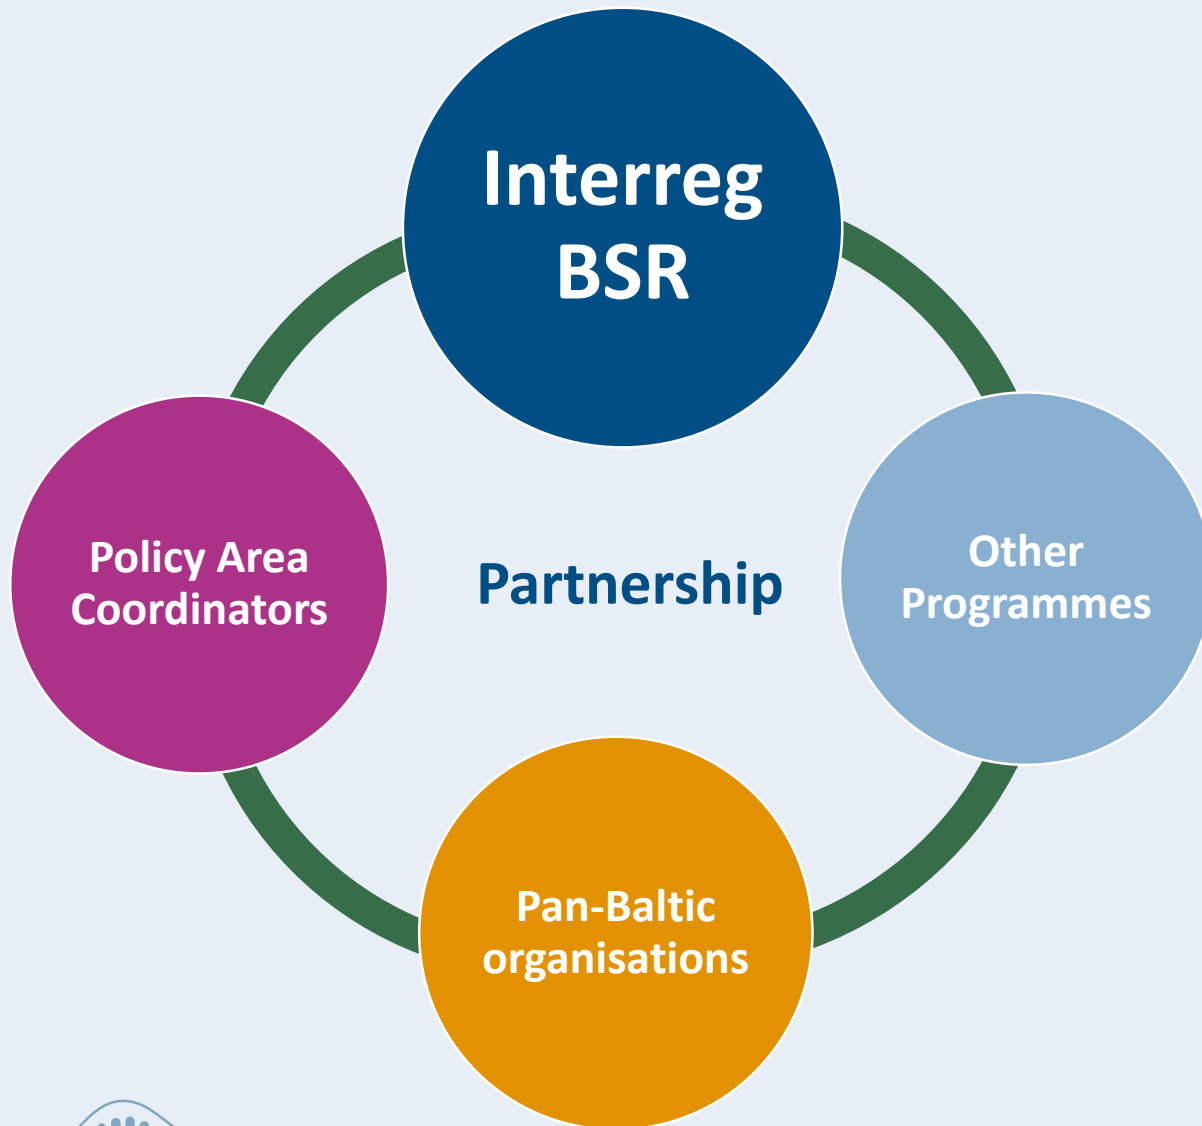 Interreg
BSR
Policy Area
Coordinators
Partnership
Other
Programmes
Pan-Baltic
organisations